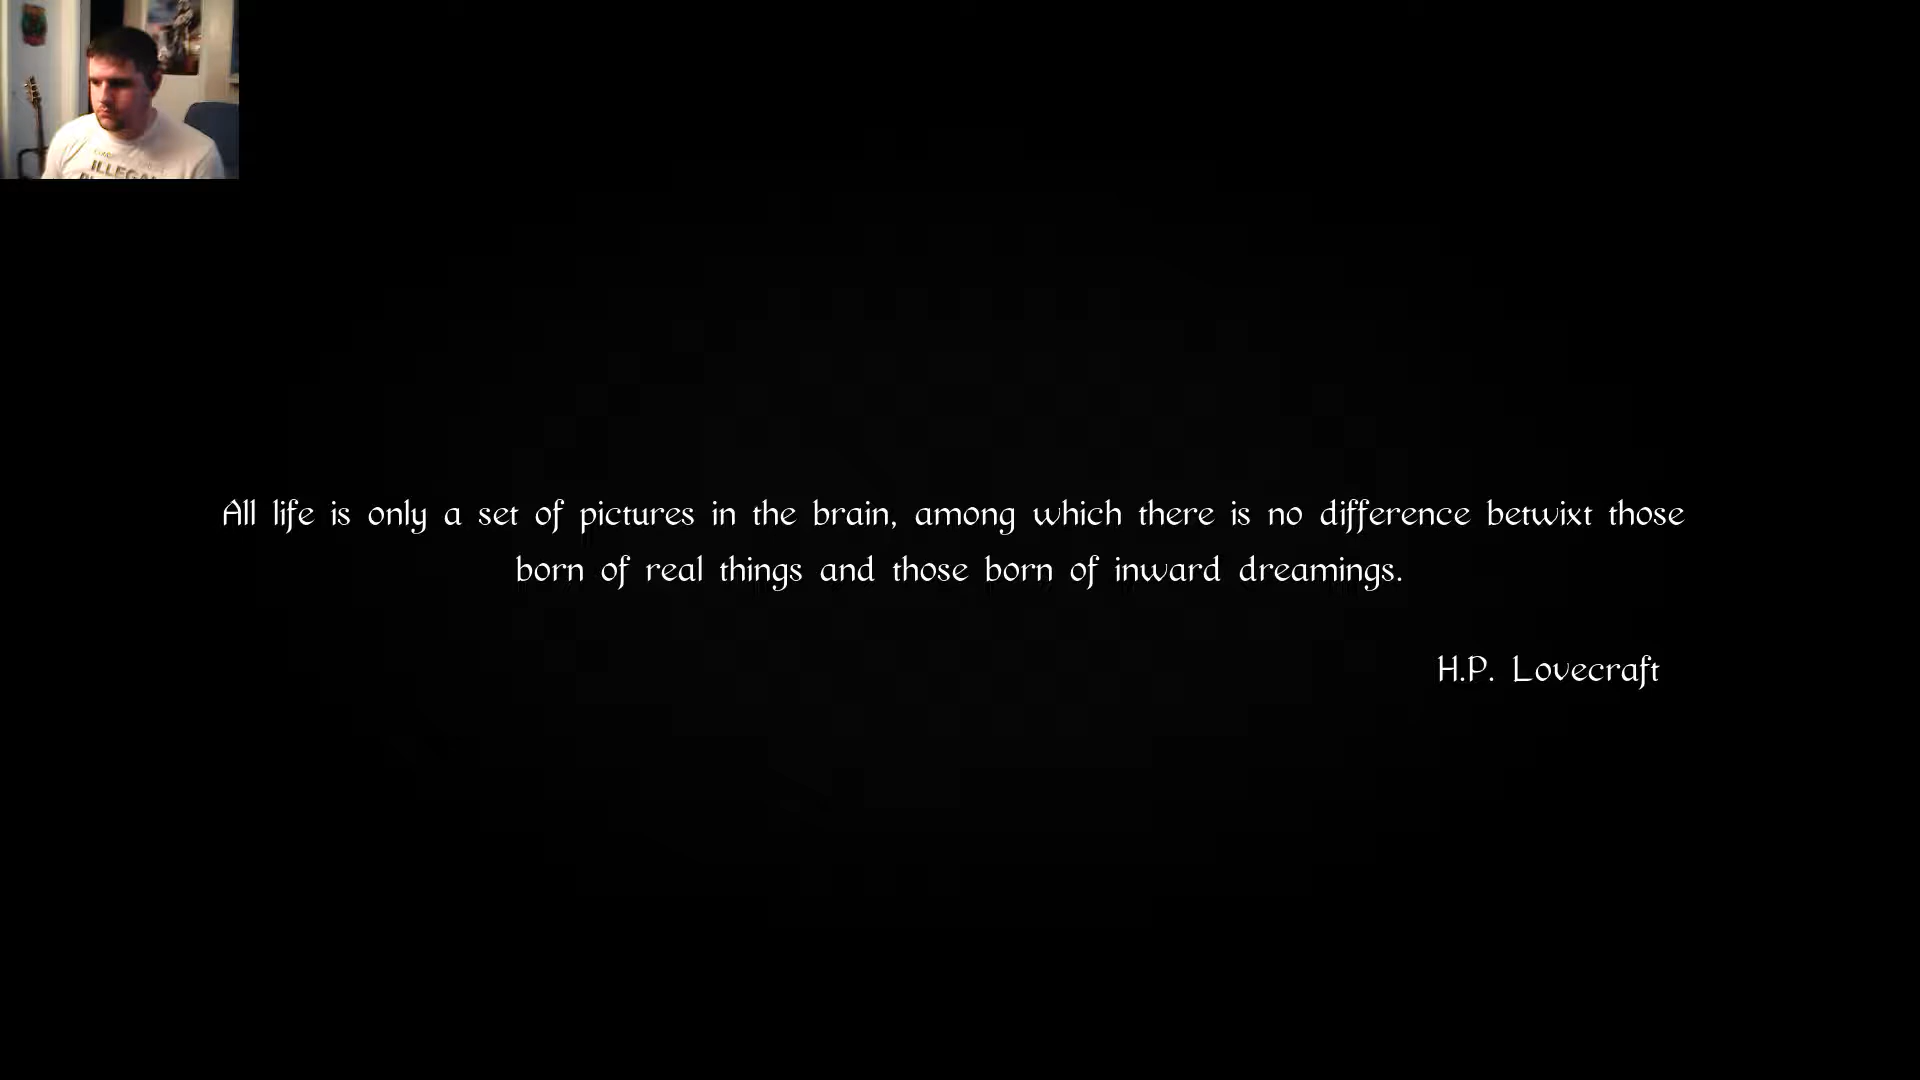 ILLEGAL
All life is only a set of pictures in the brain, among which there is no difference betwixt those
born of real things and those born of inward dreamings.
H.P. Lovecraft